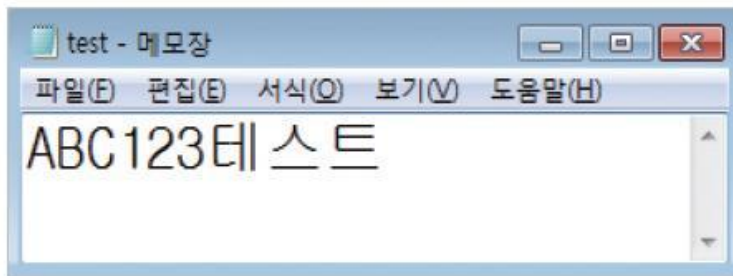 test - 메모장
파일(F) 편집(E) 서식(O) 보기(V) 도움말(H)
ABC123테스트